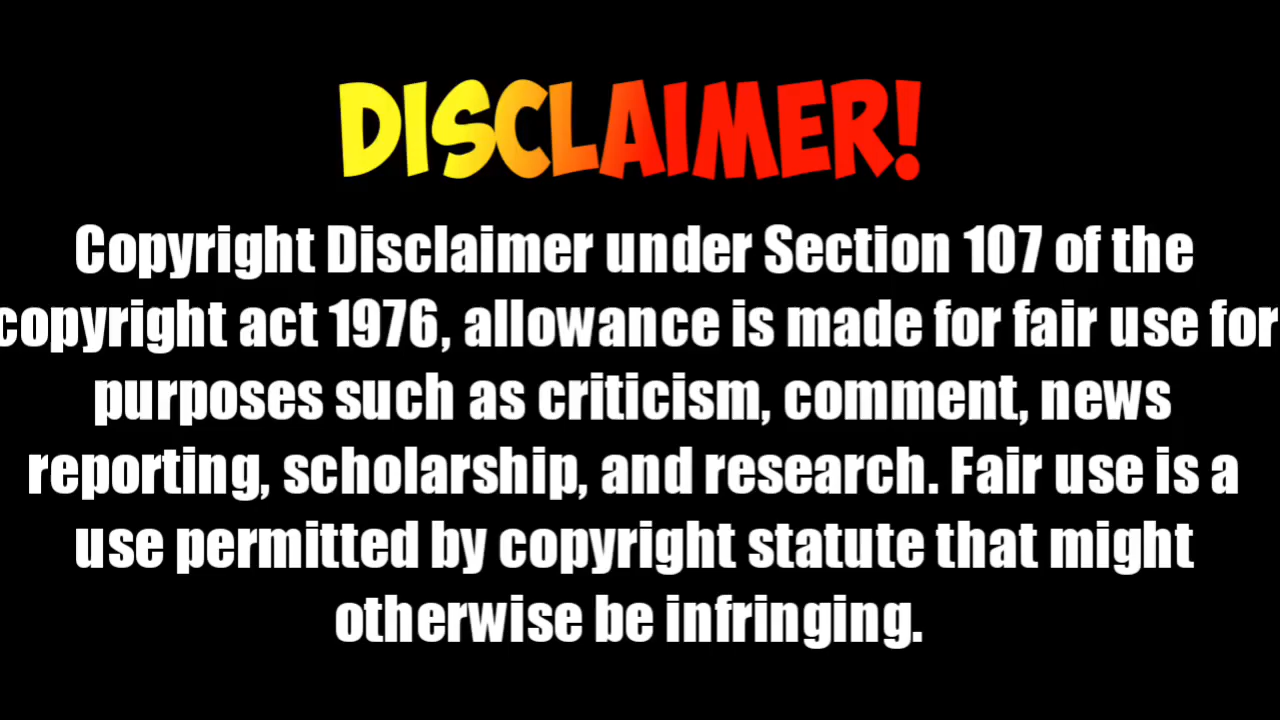 DISCLAIMER!
Copyright Disclaimer under Section 107 of the
copyright act 1976, allowance is made for fair use for
purposes such as criticism, comment, news
reporting, scholarship, and research. Fair use is a
use permitted by copyright statute that might
otherwise be infringing.